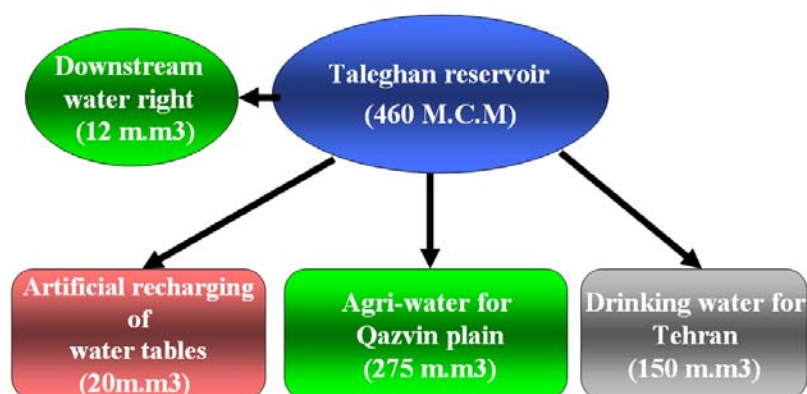 Downstream
water right
(12 m.m3)
Taleghan reservoir
(460 M.C.M)
Artificial recharging
of
water tables
(20m.m3)
Agri-water for
Qazvin plain
(275 m.m3)
Drinking water for
Tehran
(150 m.m3)